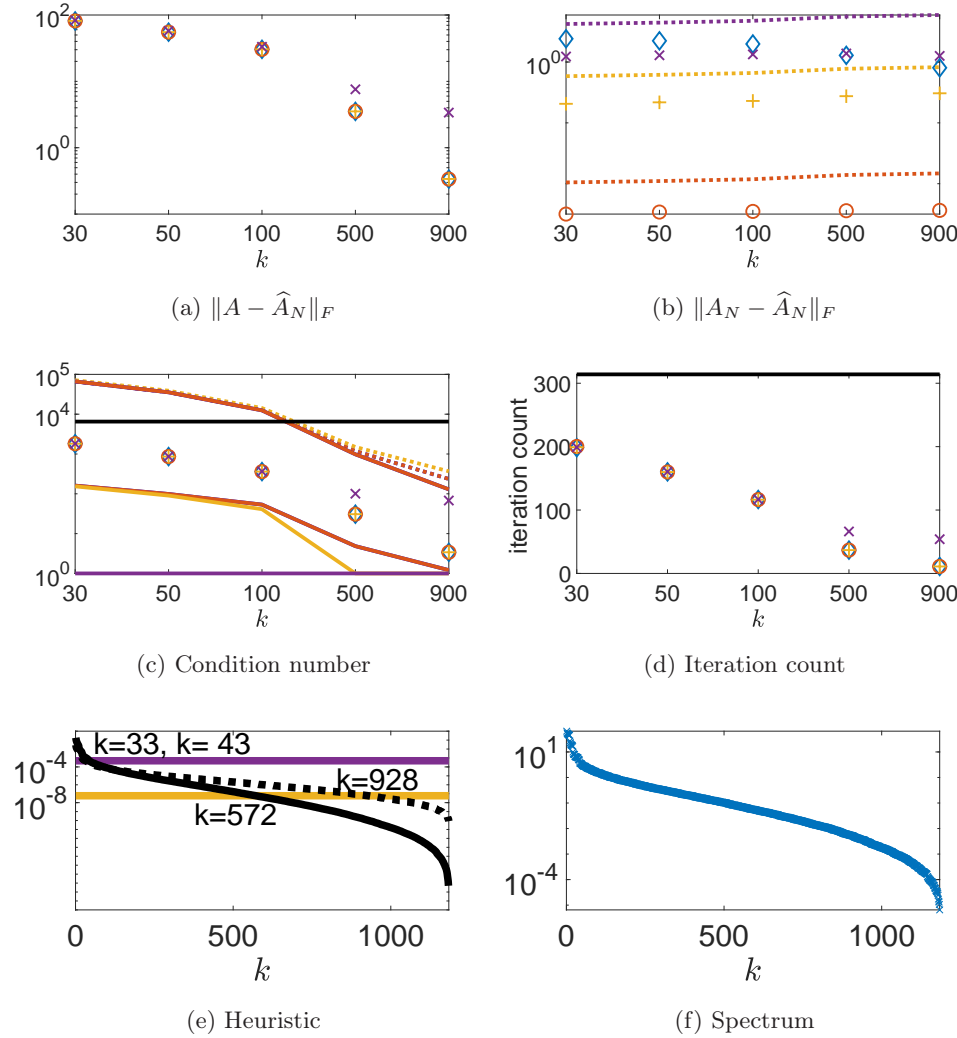 10^2
10^0
30 50 100 500 900
k
(a) ‖A − Â_N‖_F
10^0
30 50 100 500 900
k
(b) ‖A_N − Â_N‖_F
10^5
10^4
10^0
30 50 100 500 900
k
(c) Condition number
iteration count
300
200
100
0
30 50 100 500 900
k
(d) Iteration count
k=33, k= 43
10^-4
k=928
10^-8
k=572
0 500 1000
k
(e) Heuristic
10^1
10^-4
0 500 1000
k
(f) Spectrum